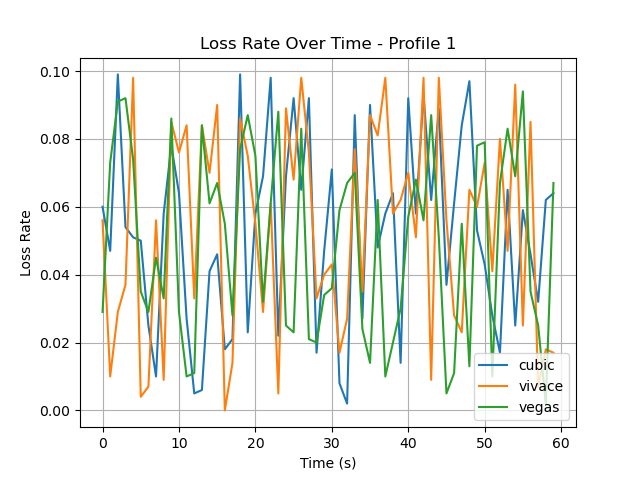 Loss Rate Over Time - Profile 1
Loss Rate
0.10
0.08
0.06
0.04
0.02
0.00
0 10 20 30 40 50 60
Time (s)
cubic
vivace
vegas